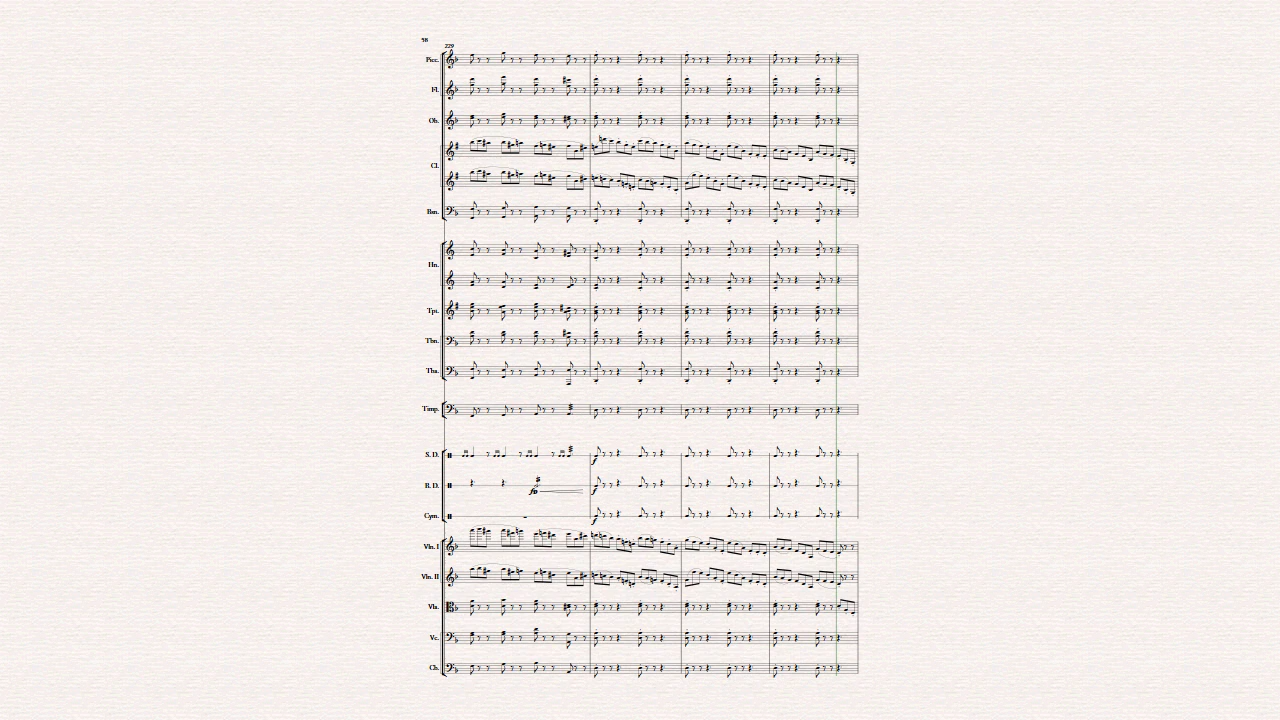 58
229
Picc.
Fl.
Ob.
Cl.
Bsn.
Hn.
Tpt.
Tbn.
Tba.
Timp.
S. D.
f
B. D.
fp
f
Cym.
f
Vln. I
Vln. II
Vla.
Vc.
Cb.